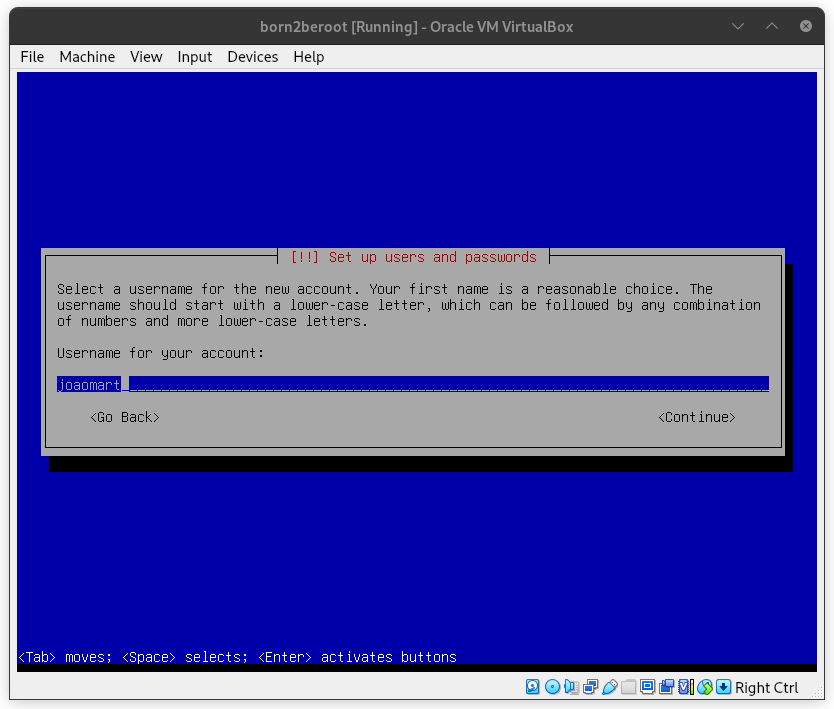 born2beroot [Running] - Oracle VM VirtualBox
File Machine View Input Devices Help
[!!] Set up users and passwords
Select a username for the new account. Your first name is a reasonable choice. The
username should start with a lower-case letter, which can be followed by any combination
of numbers and more lower-case letters.
Username for your account:
joaomart
<Go Back> <Continue>
<Tab> moves; <Space> selects; <Enter> activates buttons
Right Ctrl